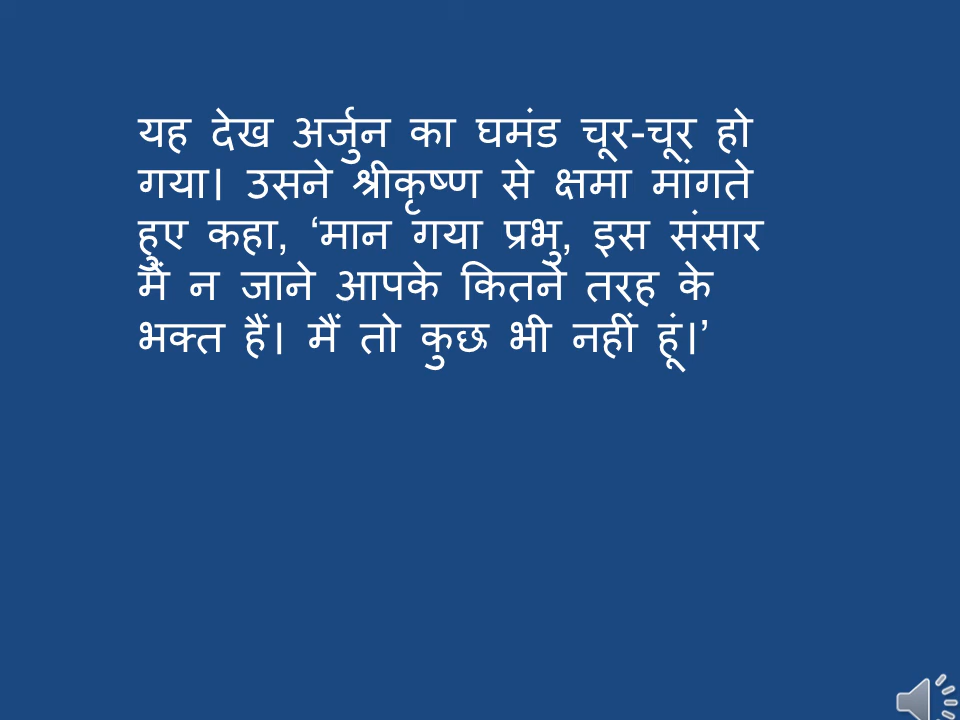 यह देख अर्जुन का घमंड चूर-चूर हो
गया। उसने श्रीकृष्ण से क्षमा मांगते
हुए कहा, ‘मान गया प्रभु, इस संसार
में न जाने आपके कितने तरह के
भक्त हैं। मैं तो कुछ भी नहीं हूं।’